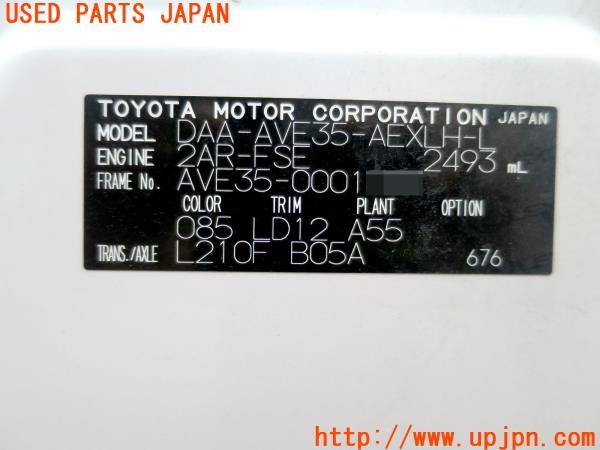 USED PARTS JAPAN
TOYOTA MOTOR CORPORATION JAPAN
MODEL DAA-AVE35-AEXLH-L
ENGINE 2AR-FSE 2493 mL
FRAME No. AVE35-0001
COLOR TRIM PLANT OPTION
085 LD12 A55
TRANS./AXLE L210F B05A 676
UPJ
http://www.upjpn.com